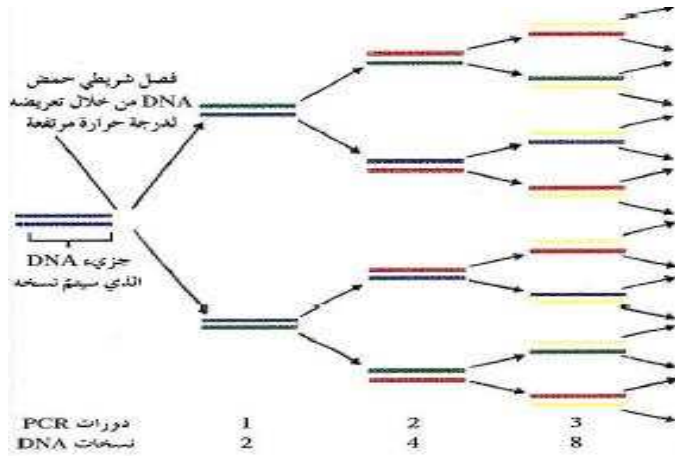 فصل شريطي حمض
DNA من خلال تعريضه
لدرجة حرارة مرتفعة
جزيء DNA
الذي سيتم نسخه
دورات PCR 1 2 3
نسخات DNA 2 4 8